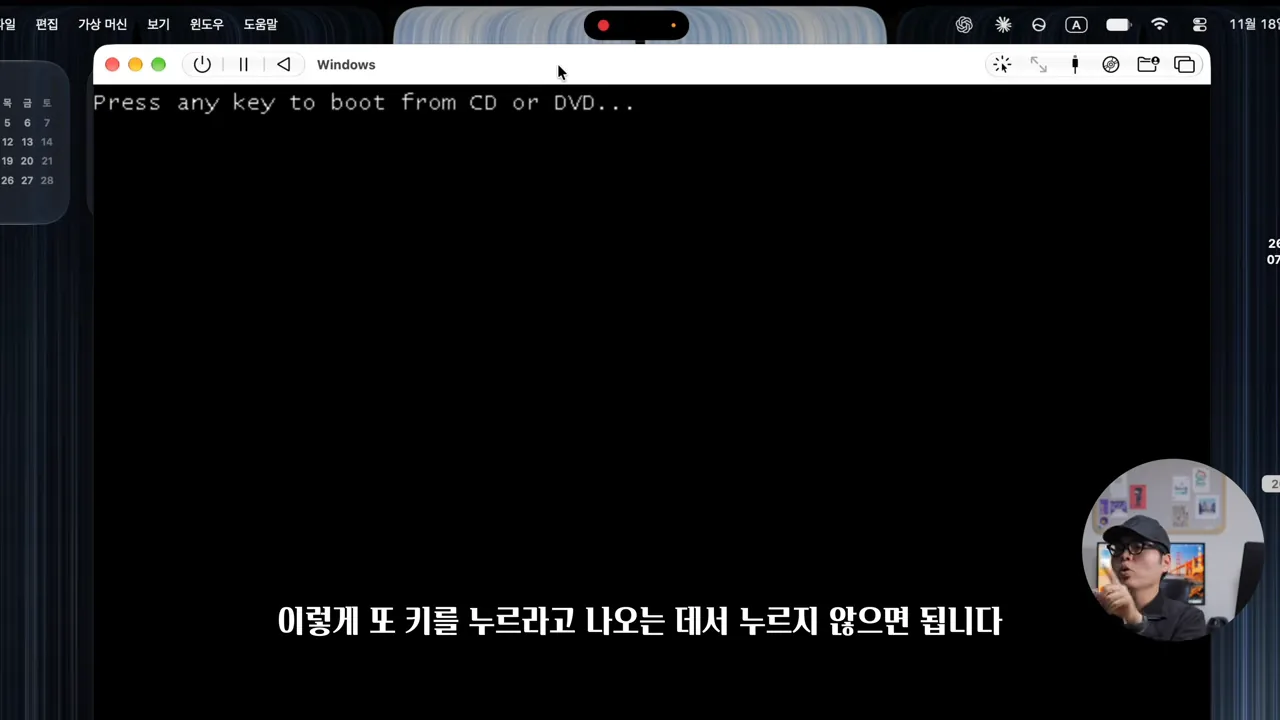 편집 가상 머신 보기 윈도우 도움말 A 11월 18일
Windows
Press any key to boot from CD or DVD...
목 금 토
5 6 7
12 13 14
19 20 21
26 27 28
이렇게 또 키를 누르라고 나오는 데서 누르지 않으면 됩니다